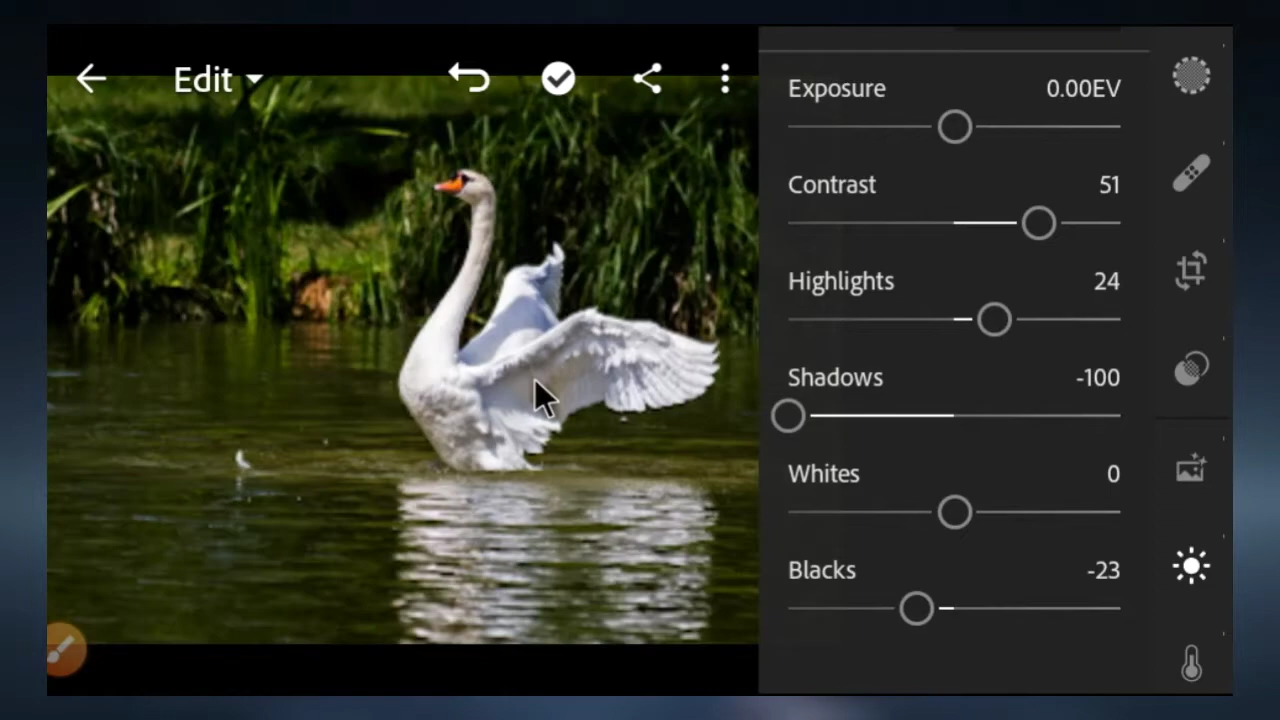 Edit
Exposure 0.00EV
Contrast 51
Highlights 24
Shadows -100
Whites 0
Blacks -23